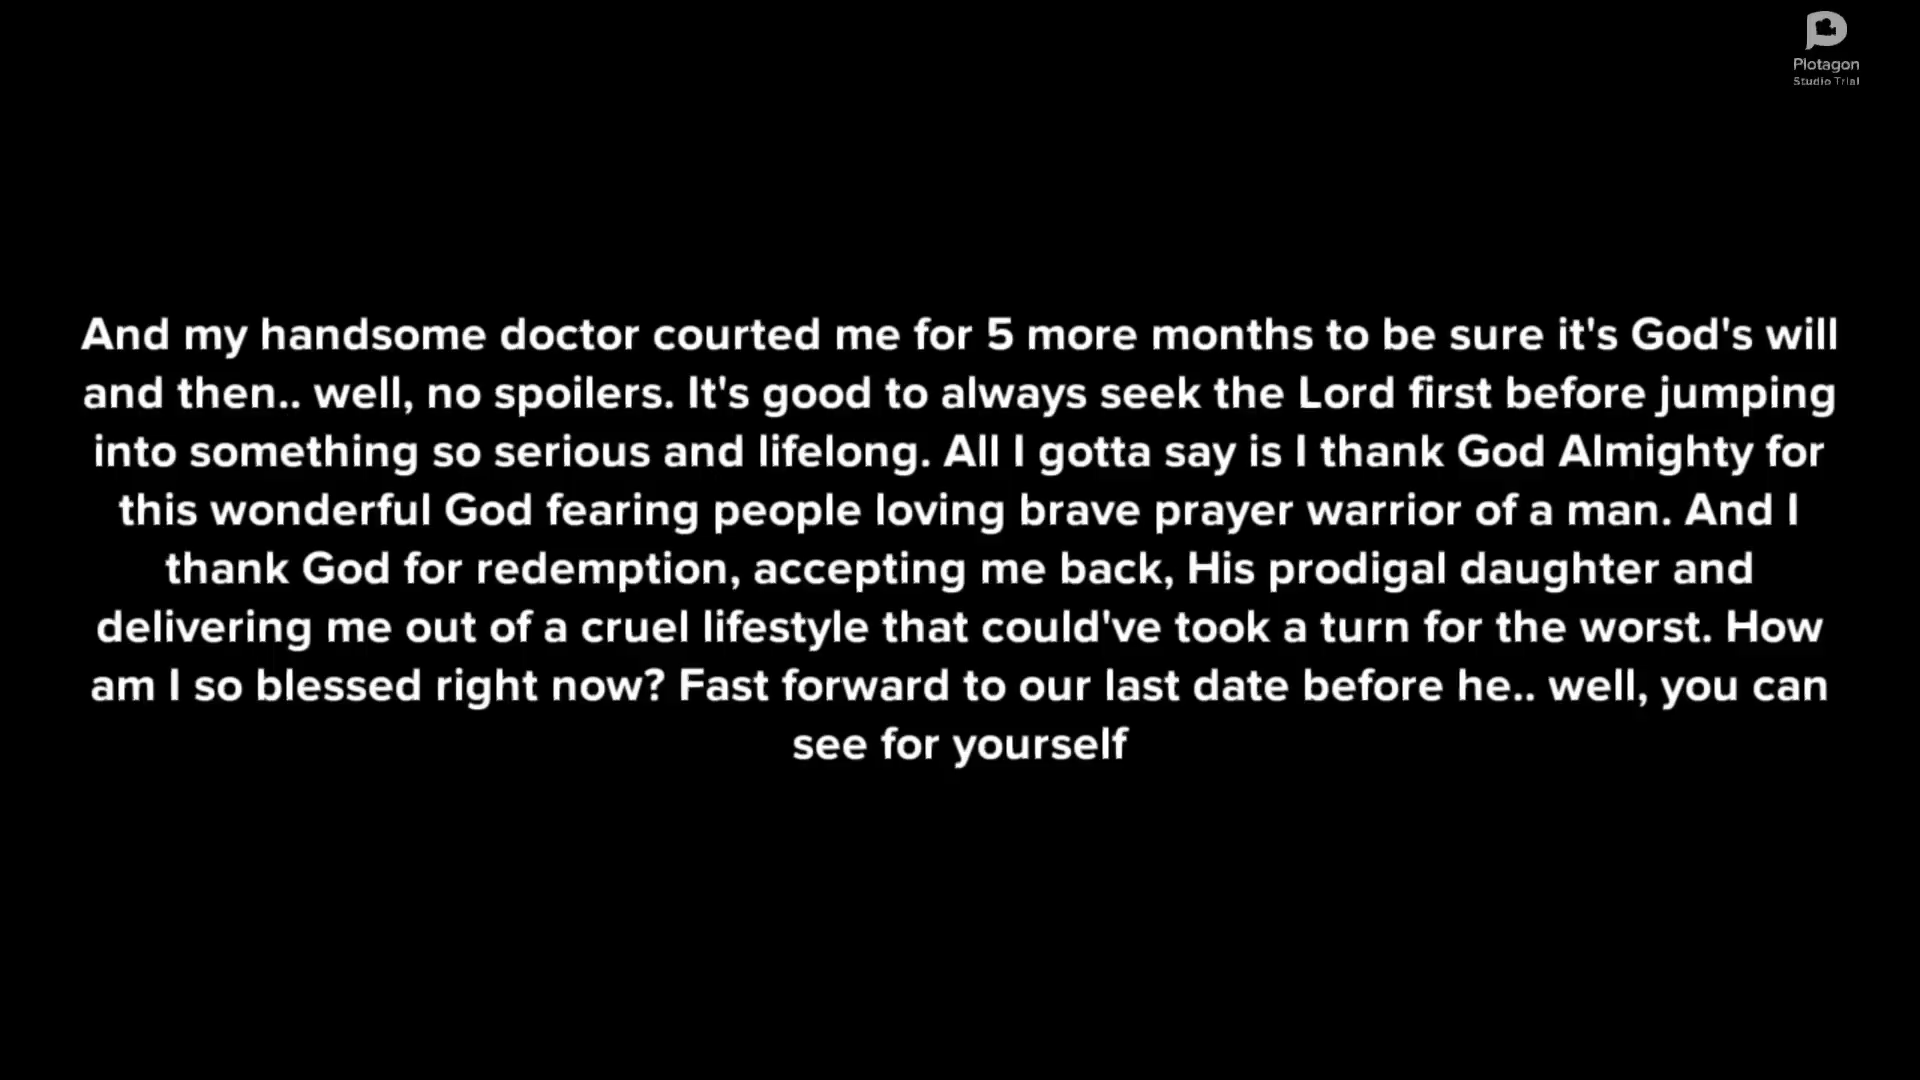 Plotagon
Studio Trial
And my handsome doctor courted me for 5 more months to be sure it's God's will
and then.. well, no spoilers. It's good to always seek the Lord first before jumping
into something so serious and lifelong. All I gotta say is I thank God Almighty for
this wonderful God fearing people loving brave prayer warrior of a man. And I
thank God for redemption, accepting me back, His prodigal daughter and
delivering me out of a cruel lifestyle that could've took a turn for the worst. How
am I so blessed right now? Fast forward to our last date before he.. well, you can
see for yourself